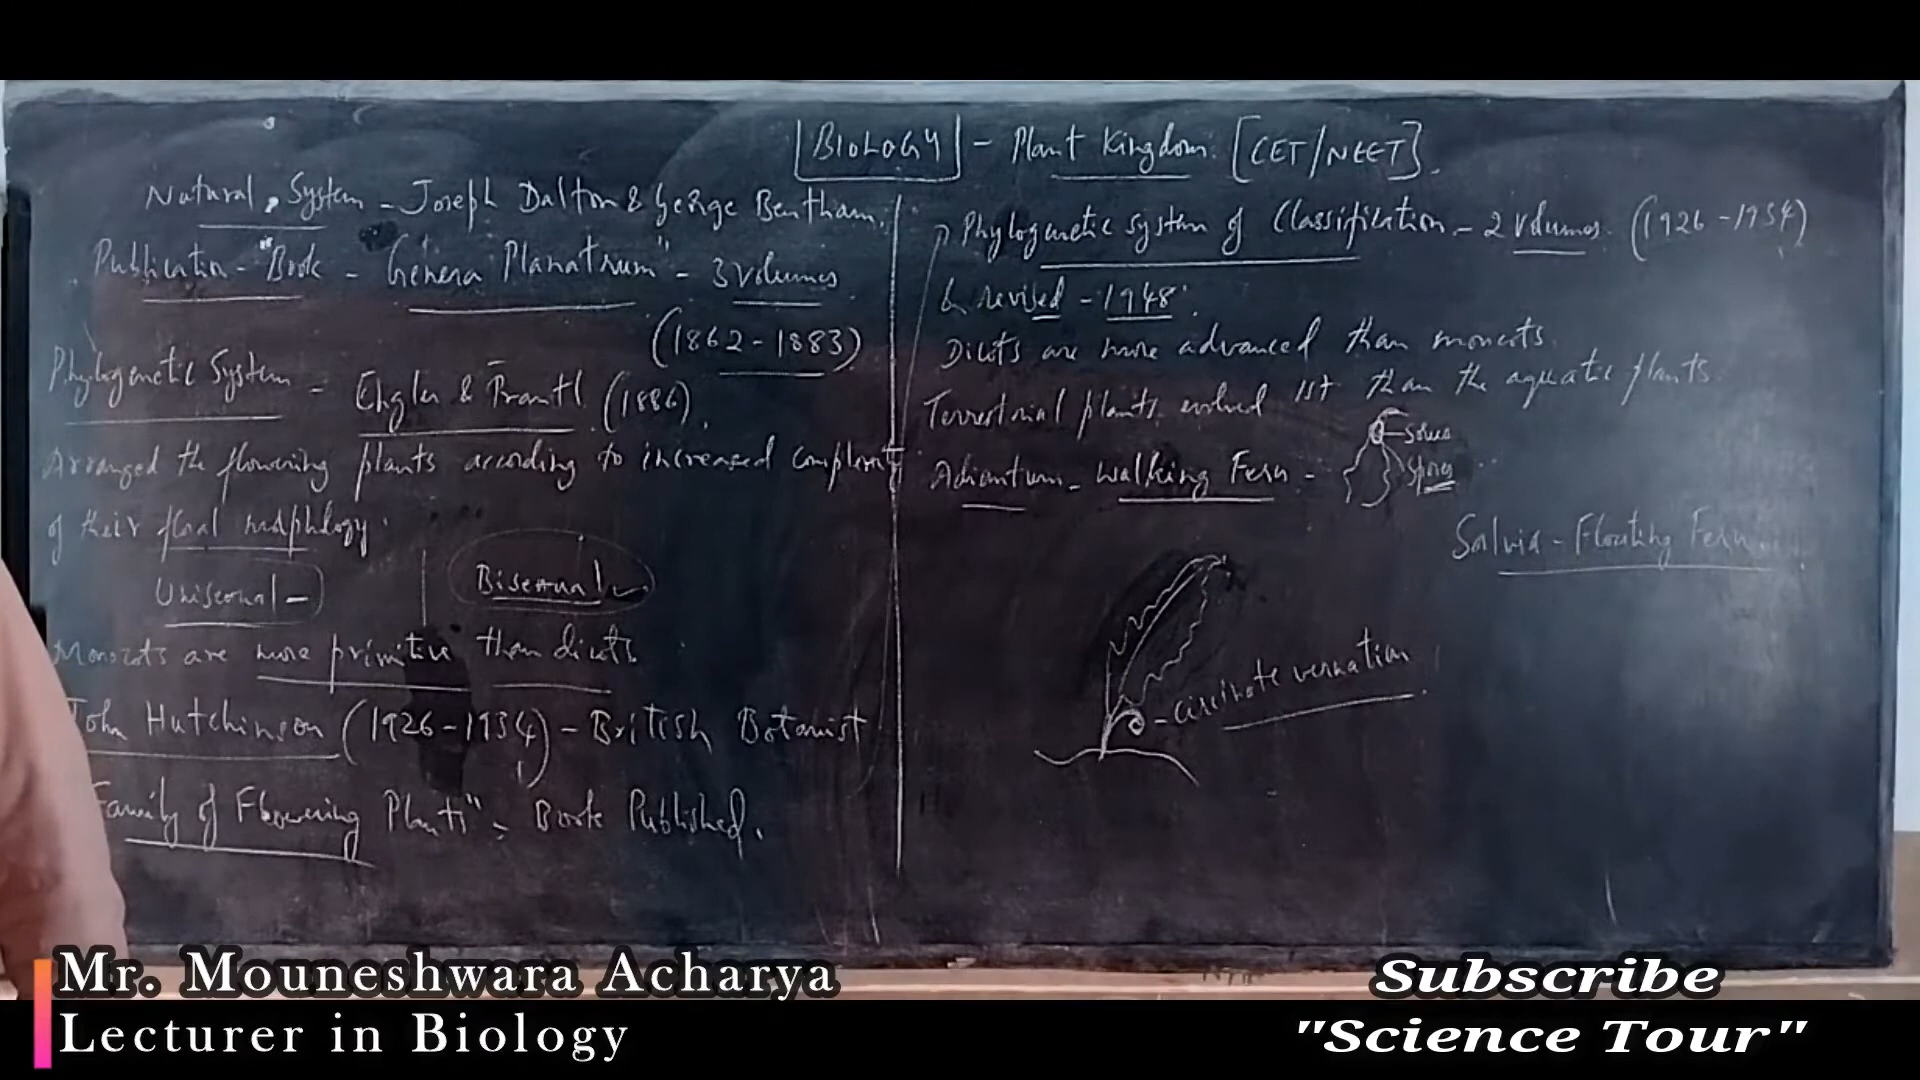 BIOLOGY - Plant Kingdom. [CET/NEET].
Natural System - Joseph Dalton & George Bentham.
Publication - "Book - Genera Planatrum" - 3 volumes
(1862 - 1883)
Phylogenetic System - Engler & Prantl (1886).
Arranged the flowering plants according to increased complexity
of their floral morphology.
Unisexual - Bisexual
Monocots are more primitive than dicots
John Hutchinson (1926 - 1934) - British Botanist
Family of Flowering Plants" - Book Published.
Phylogenetic system of Classification - 2 volumes. (1926 - 1934)
& revised - 1948.
Dicots are more advanced than monocots.
Terrestrial plants evolved 1st than the aquatic plants.
Adiantum - walking Fern -
Sorus
Spores
Salvia - Floating Fern.
- circinate vernation
Mr. Mouneshwara Acharya
Lecturer in Biology
Subscribe
"Science Tour"